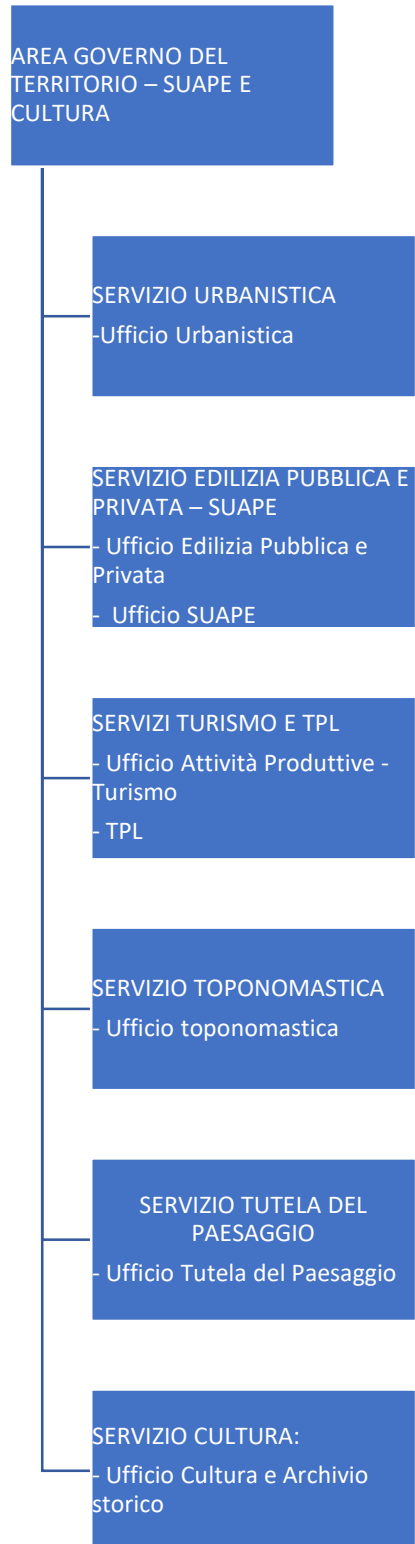 AREA GOVERNO DEL
TERRITORIO – SUAPE E
CULTURA
SERVIZIO URBANISTICA
-Ufficio Urbanistica
SERVIZIO EDILIZIA PUBBLICA E
PRIVATA – SUAPE
- Ufficio Edilizia Pubblica e
Privata
- Ufficio SUAPE
SERVIZI TURISMO E TPL
- Ufficio Attività Produttive -
Turismo
- TPL
SERVIZIO TOPONOMASTICA
- Ufficio toponomastica
SERVIZIO TUTELA DEL
PAESAGGIO
- Ufficio Tutela del Paesaggio
SERVIZIO CULTURA:
- Ufficio Cultura e Archivio
storico